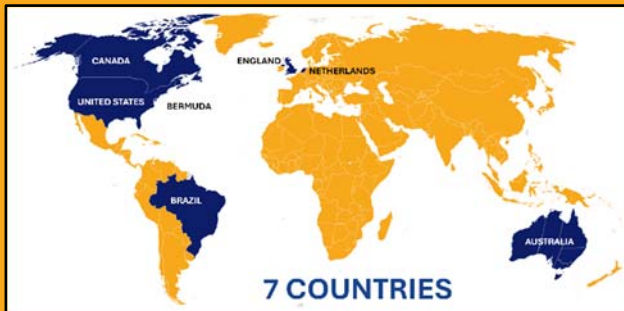 CANADA
ENGLAND
NETHERLANDS
UNITED STATES
BERMUDA
BRAZIL
AUSTRALIA
7 COUNTRIES